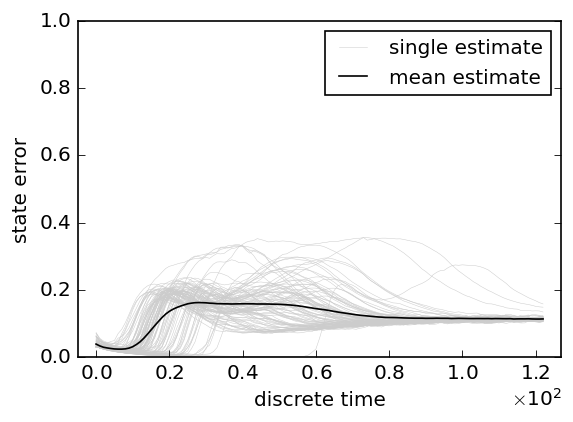 1.0
0.8
0.6
0.4
0.2
0.0
state error
single estimate
mean estimate
0.0 0.2 0.4 0.6 0.8 1.0 1.2
discrete time
×10²